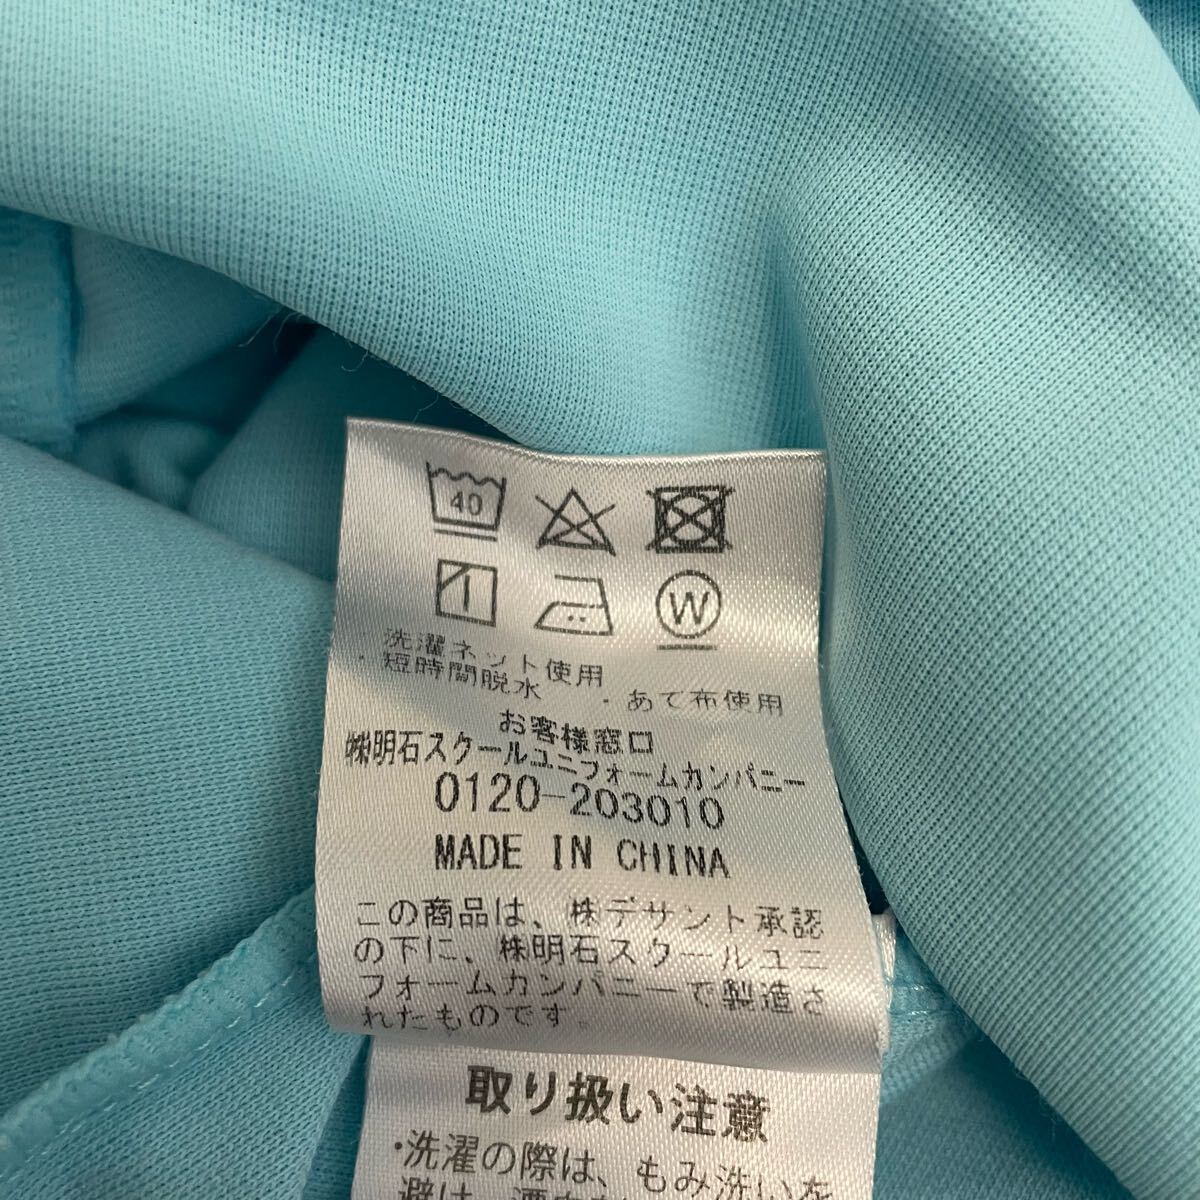 40
W
洗濯ネット使用
・短時間脱水
・あて布使用
お客様窓口
㈱明石スクールユニフォームカンパニー
0120-203010
MADE IN CHINA
この商品は、㈱デサント承認
の下に、㈱明石スクールユニ
フォームカンパニーで製造さ
れたものです。
取り扱い注意
・洗濯の際は、もみ洗いを
避け